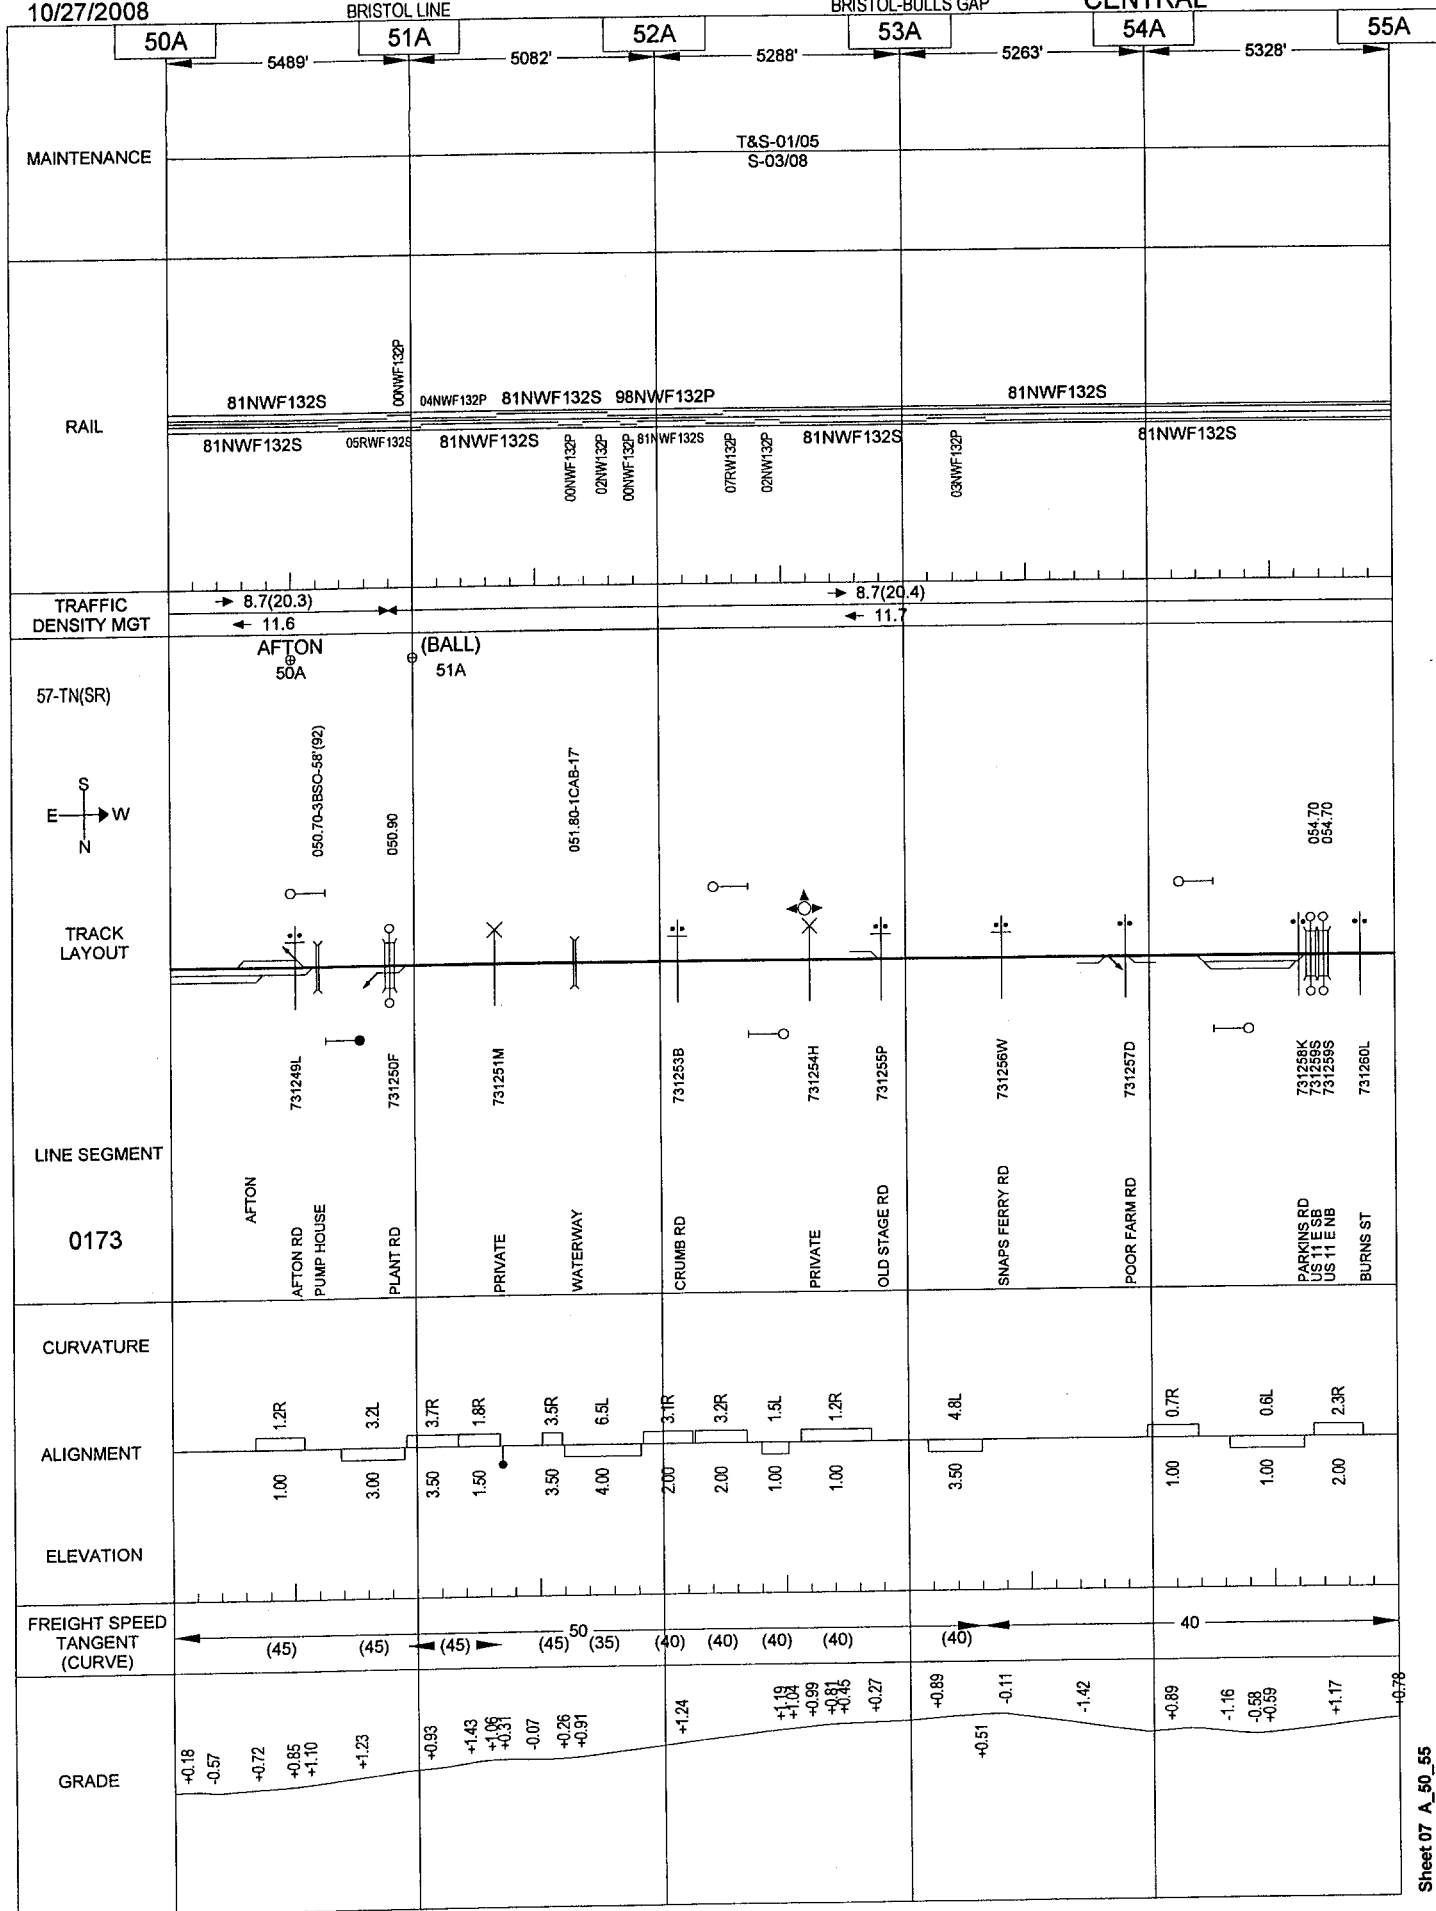 10/27/2008
BRISTOL LINE
BRISTOL-BULLS GAP
CENTRAL
50A 51A 52A 53A 54A 55A
5489' 5082' 5288' 5263' 5328'
MAINTENANCE
T&S-01/05
S-03/08
RAIL
00NWF132P
81NWF132S 04NWF132P 81NWF132S 98NWF132P 81NWF132S
81NWF132S 05RWF132S 81NWF132S 81NWF132S 81NWF132S 81NWF132S
00NWF132P 02NW132P 00NWF132P 07RW132P 02NW132P 03NWF132P
TRAFFIC
DENSITY MGT
8.7(20.3) 8.7(20.4)
11.6 11.7
AFTON (BALL)
50A 51A
57-TN(SR)
S
E W
N
050.70-3BSO-58'(92)
050.90
051.80-1CAB-17'
054.70
054.70
TRACK
LAYOUT
731249L
731250F
731251M
731253B
731254H
731255P
731256W
731257D
731258K
731259S
731259S
731260L
LINE SEGMENT
0173
AFTON
AFTON RD
PUMP HOUSE
PLANT RD
PRIVATE
WATERWAY
CRUMB RD
PRIVATE
OLD STAGE RD
SNAPS FERRY RD
POOR FARM RD
PARKINS RD
US 11 E SB
US 11 E NB
BURNS ST
CURVATURE
1.2R 3.2L 3.7R 1.8R 3.5R 6.5L 3.1R 3.2R 1.5L 1.2R 4.8L 0.7R 0.6L 2.3R
ALIGNMENT
1.00 3.00 3.50 1.50 3.50 4.00 2.00 2.00 1.00 1.00 3.50 1.00 1.00 2.00
ELEVATION
FREIGHT SPEED
TANGENT
(CURVE)
50 40
(45) (45) (45) (45) (35) (40) (40) (40) (40) (40)
GRADE
+0.18 -0.57 +0.72 +0.85 +1.10 +1.23 +0.93 +1.43 +1.06 +0.31 -0.07 +0.26 +0.91 +1.24 +1.19 +1.04 +0.99 +0.81 +0.45 +0.27 +0.89 +0.51 -0.11 -1.42 +0.89 -1.16 -0.58 +0.59 +1.17 +0.78
Sheet 07 A_50_55